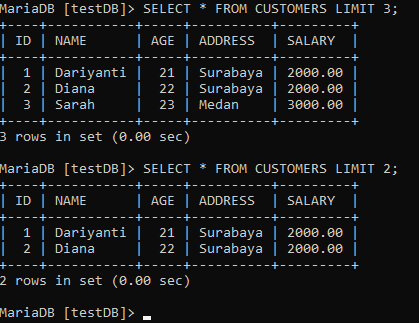 MariaDB [testDB]> SELECT * FROM CUSTOMERS LIMIT 3;
+----+-----------+-----+----------+---------+
| ID | NAME      | AGE | ADDRESS  | SALARY  |
+----+-----------+-----+----------+---------+
|  1 | Dariyanti |  21 | Surabaya | 2000.00 |
|  2 | Diana     |  22 | Surabaya | 2000.00 |
|  3 | Sarah     |  23 | Medan    | 3000.00 |
+----+-----------+-----+----------+---------+
3 rows in set (0.00 sec)
MariaDB [testDB]> SELECT * FROM CUSTOMERS LIMIT 2;
+----+-----------+-----+----------+---------+
| ID | NAME      | AGE | ADDRESS  | SALARY  |
+----+-----------+-----+----------+---------+
|  1 | Dariyanti |  21 | Surabaya | 2000.00 |
|  2 | Diana     |  22 | Surabaya | 2000.00 |
+----+-----------+-----+----------+---------+
2 rows in set (0.00 sec)
MariaDB [testDB]> _